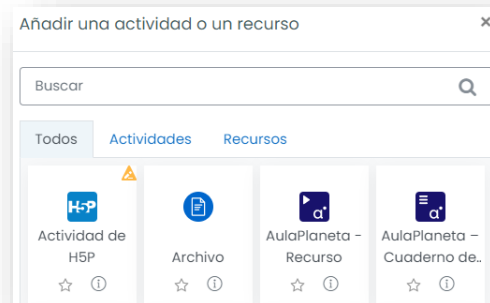 Añadir una actividad o un recurso ×
Buscar
Todos Actividades Recursos
H5P
Actividad de
H5P
Archivo
α
AulaPlaneta -
Recurso
α
AulaPlaneta –
Cuaderno de..